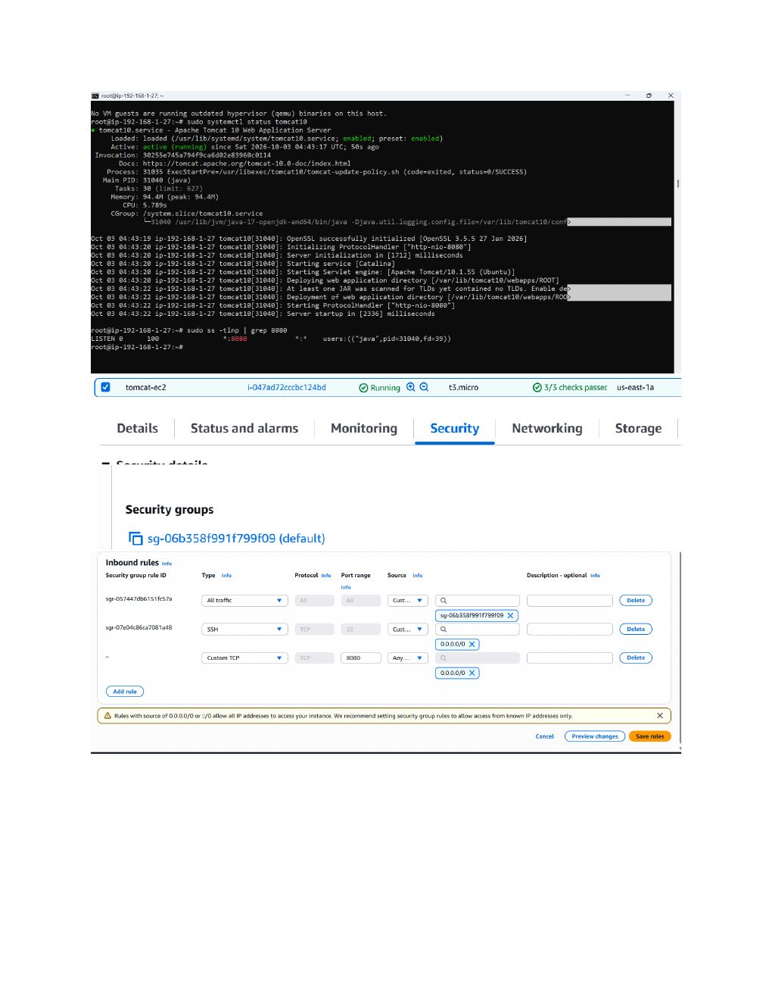 root@ip-192-168-1-27: ~
No VM guests are running outdated hypervisor (qemu) binaries on this host.
root@ip-192-168-1-27:~# sudo systemctl status tomcat10
● tomcat10.service - Apache Tomcat 10 Web Application Server
Loaded: loaded (/usr/lib/systemd/system/tomcat10.service; enabled; preset: enabled)
Active: active (running) since Sat 2026-10-03 04:43:17 UTC; 50s ago
Invocation: 30255e745a794f9ca6d02e83960c0114
Docs: https://tomcat.apache.org/tomcat-10.0-doc/index.html
Process: 31035 ExecStartPre=/usr/libexec/tomcat10/tomcat-update-policy.sh (code=exited, status=0/SUCCESS)
Main PID: 31040 (java)
Tasks: 30 (limit: 627)
Memory: 94.4M (peak: 94.4M)
CPU: 5.789s
CGroup: /system.slice/tomcat10.service
└─31040 /usr/lib/jvm/java-17-openjdk-amd64/bin/java -Djava.util.logging.config.file=/var/lib/tomcat10/conf>
Oct 03 04:43:19 ip-192-168-1-27 tomcat10[31040]: OpenSSL successfully initialized [OpenSSL 3.5.5 27 Jan 2026]
Oct 03 04:43:20 ip-192-168-1-27 tomcat10[31040]: Initializing ProtocolHandler ["http-nio-8080"]
Oct 03 04:43:20 ip-192-168-1-27 tomcat10[31040]: Server initialization in [1712] milliseconds
Oct 03 04:43:20 ip-192-168-1-27 tomcat10[31040]: Starting service [Catalina]
Oct 03 04:43:20 ip-192-168-1-27 tomcat10[31040]: Starting Servlet engine: [Apache Tomcat/10.1.55 (Ubuntu)]
Oct 03 04:43:20 ip-192-168-1-27 tomcat10[31040]: Deploying web application directory [/var/lib/tomcat10/webapps/ROOT]
Oct 03 04:43:22 ip-192-168-1-27 tomcat10[31040]: At least one JAR was scanned for TLDs yet contained no TLDs. Enable de>
Oct 03 04:43:22 ip-192-168-1-27 tomcat10[31040]: Deployment of web application directory [/var/lib/tomcat10/webapps/ROO>
Oct 03 04:43:22 ip-192-168-1-27 tomcat10[31040]: Starting ProtocolHandler ["http-nio-8080"]
Oct 03 04:43:22 ip-192-168-1-27 tomcat10[31040]: Server startup in [2336] milliseconds
root@ip-192-168-1-27:~# sudo ss -tlnp | grep 8080
LISTEN 0 100 *:8080 *:* users:(("java",pid=31040,fd=39))
root@ip-192-168-1-27:~#
tomcat-ec2 i-047ad72cccbc124bd Running t3.micro 3/3 checks passed us-east-1a
Details Status and alarms Monitoring Security Networking Storage
Security details
Security groups
sg-06b358f991f799f09 (default)
Inbound rules Info
Security group rule ID Type Info Protocol Info Port range Info Source Info Description - optional Info
sgr-057447db6151fc57a All traffic All All Cust... Delete
sg-06b358f991f799f09
sgr-07e04c86ca7081a48 SSH TCP 22 Cust... Delete
0.0.0.0/0
– Custom TCP TCP 8080 Any... Delete
0.0.0.0/0
Add rule
Rules with source of 0.0.0.0/0 or ::/0 allow all IP addresses to access your instance. We recommend setting security group rules to allow access from known IP addresses only.
Cancel Preview changes Save rules